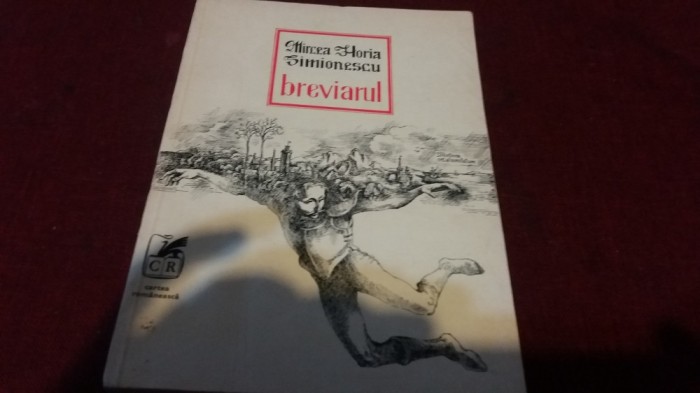 Mircea Horia
Simionescu
breviarul
CR
cartea
românească